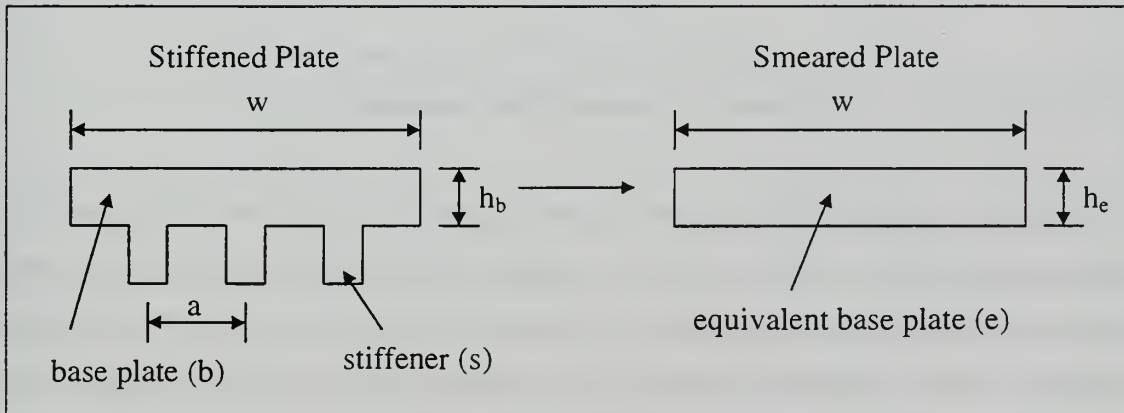 Stiffened Plate
Smeared Plate
w
w
h_b
h_e
a
base plate (b)
stiffener (s)
equivalent base plate (e)